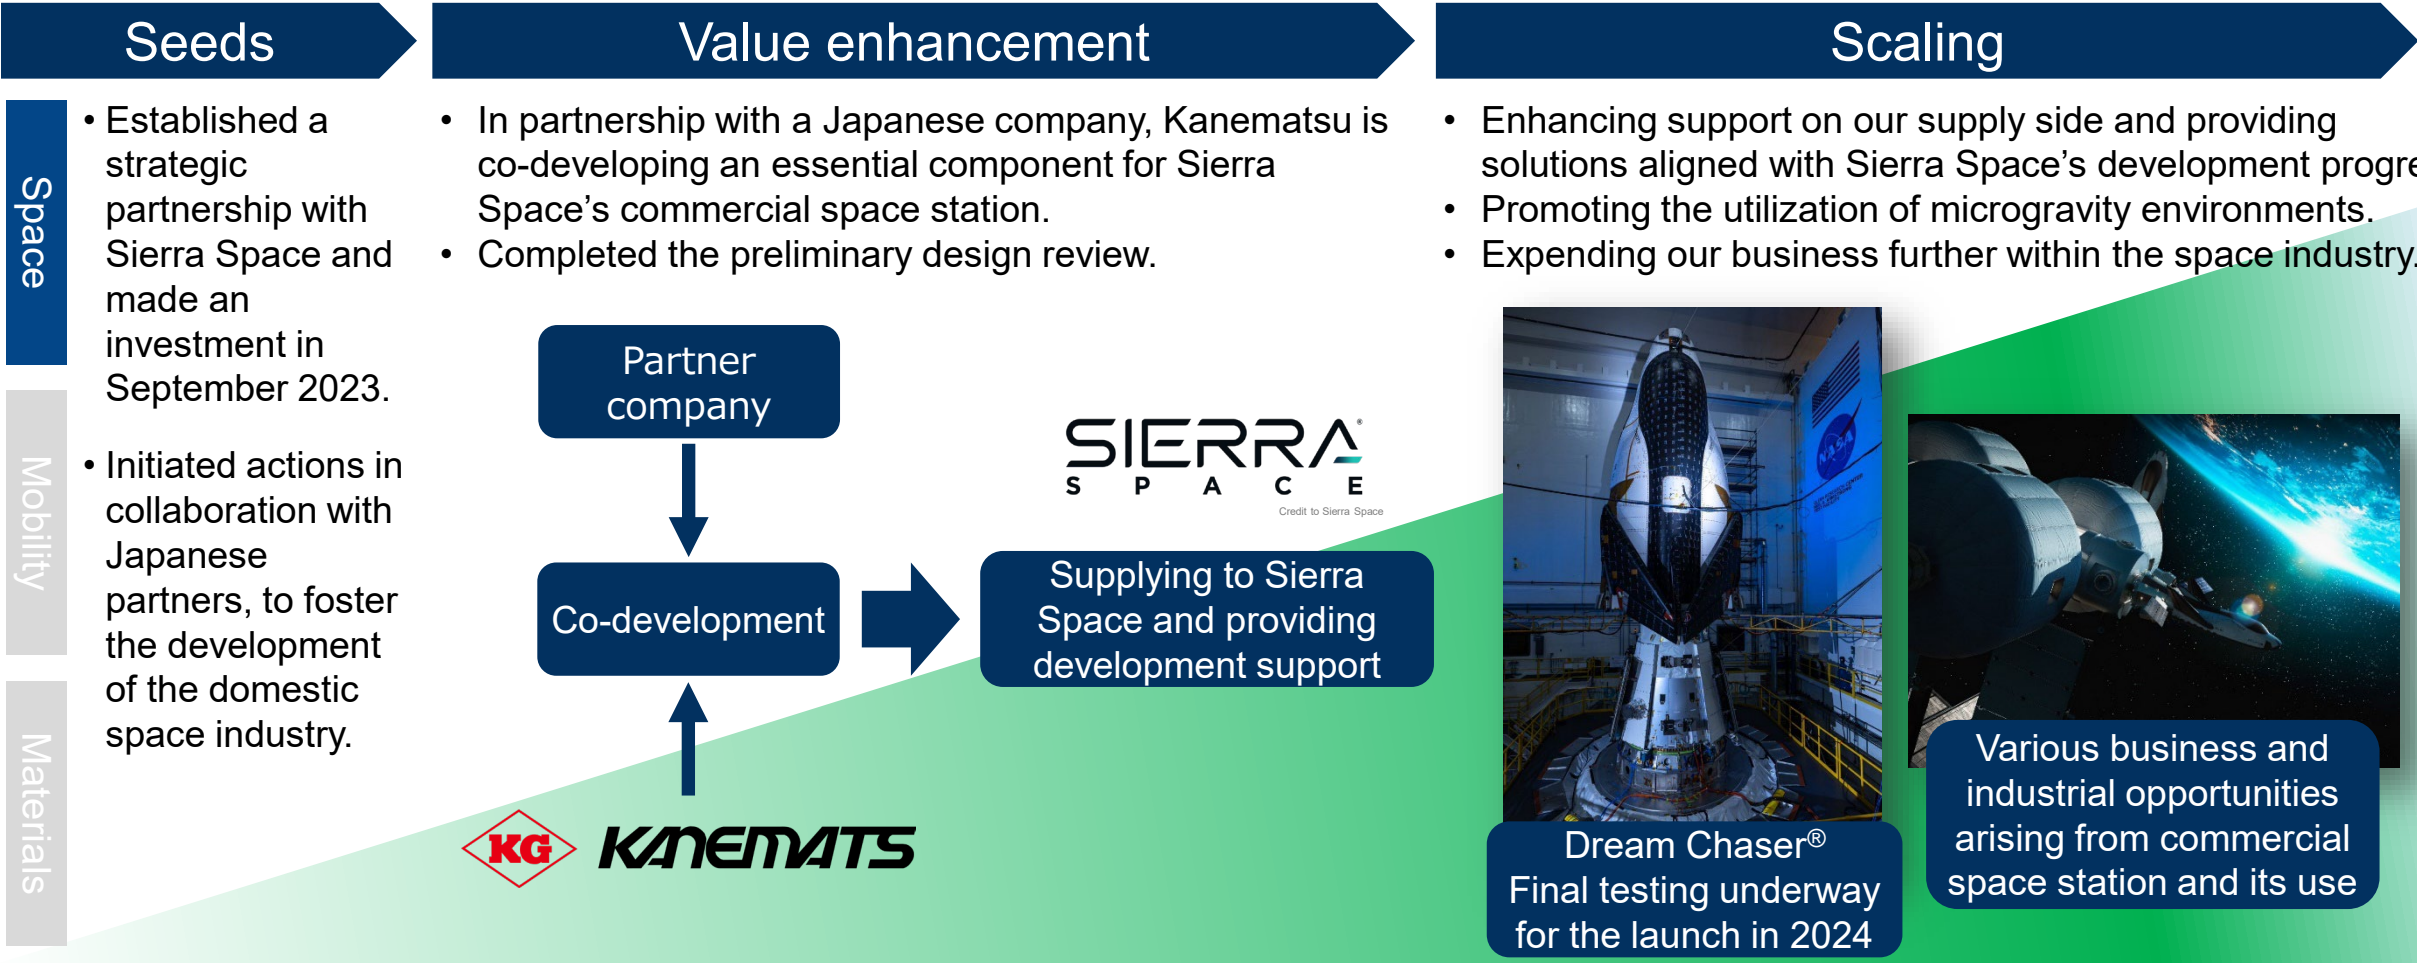 Seeds
Value enhancement
Scaling
Space
Mobility
Materials
• Established a
strategic
partnership with
Sierra Space and
made an
investment in
September 2023.
• Initiated actions in
collaboration with
Japanese
partners, to foster
the development
of the domestic
space industry.
• In partnership with a Japanese company, Kanematsu is
co-developing an essential component for Sierra
Space’s commercial space station.
• Completed the preliminary design review.
Partner
company
Co-development
KG KANEMATS
SIERRA®
SPACE
Credit to Sierra Space
Supplying to Sierra
Space and providing
development support
• Enhancing support on our supply side and providing
solutions aligned with Sierra Space’s development progre
• Promoting the utilization of microgravity environments.
• Expending our business further within the space industry.
NASA
Dream Chaser®
Final testing underway
for the launch in 2024
Various business and
industrial opportunities
arising from commercial
space station and its use